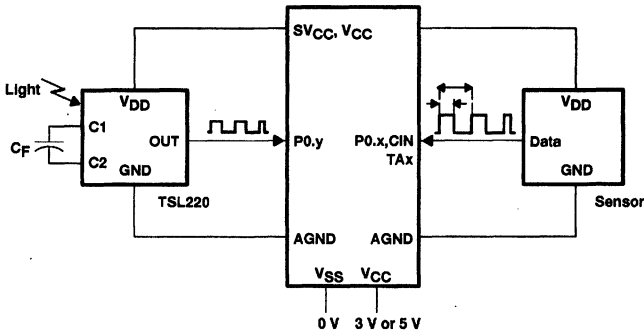 SVCC, VCC
Light
VDD
C1
OUT
CF
C2
GND
TSL220
P0.y
P0.x,CIN
TAx
VDD
Data
GND
Sensor
AGND
AGND
VSS
VCC
0 V
3 V or 5 V